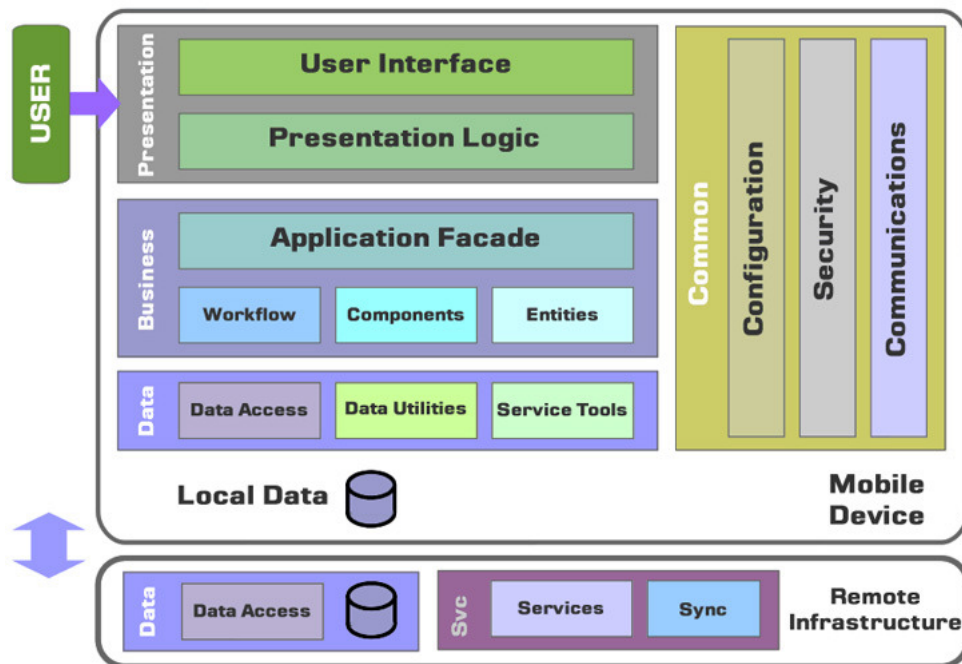 USER
Presentation
User Interface
Presentation Logic
Business
Application Facade
Workflow
Components
Entities
Data
Data Access
Data Utilities
Service Tools
Common
Configuration
Security
Communications
Local Data
Mobile
Device
Data
Data Access
Svc
Services
Sync
Remote
Infrastructure